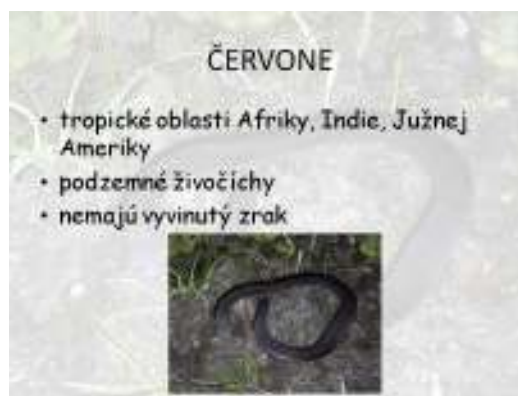 ČERVONE
• tropické oblasti Afriky, Indie, Južnej
Ameriky
• podzemné živočíchy
• nemajú vyvinutý zrak